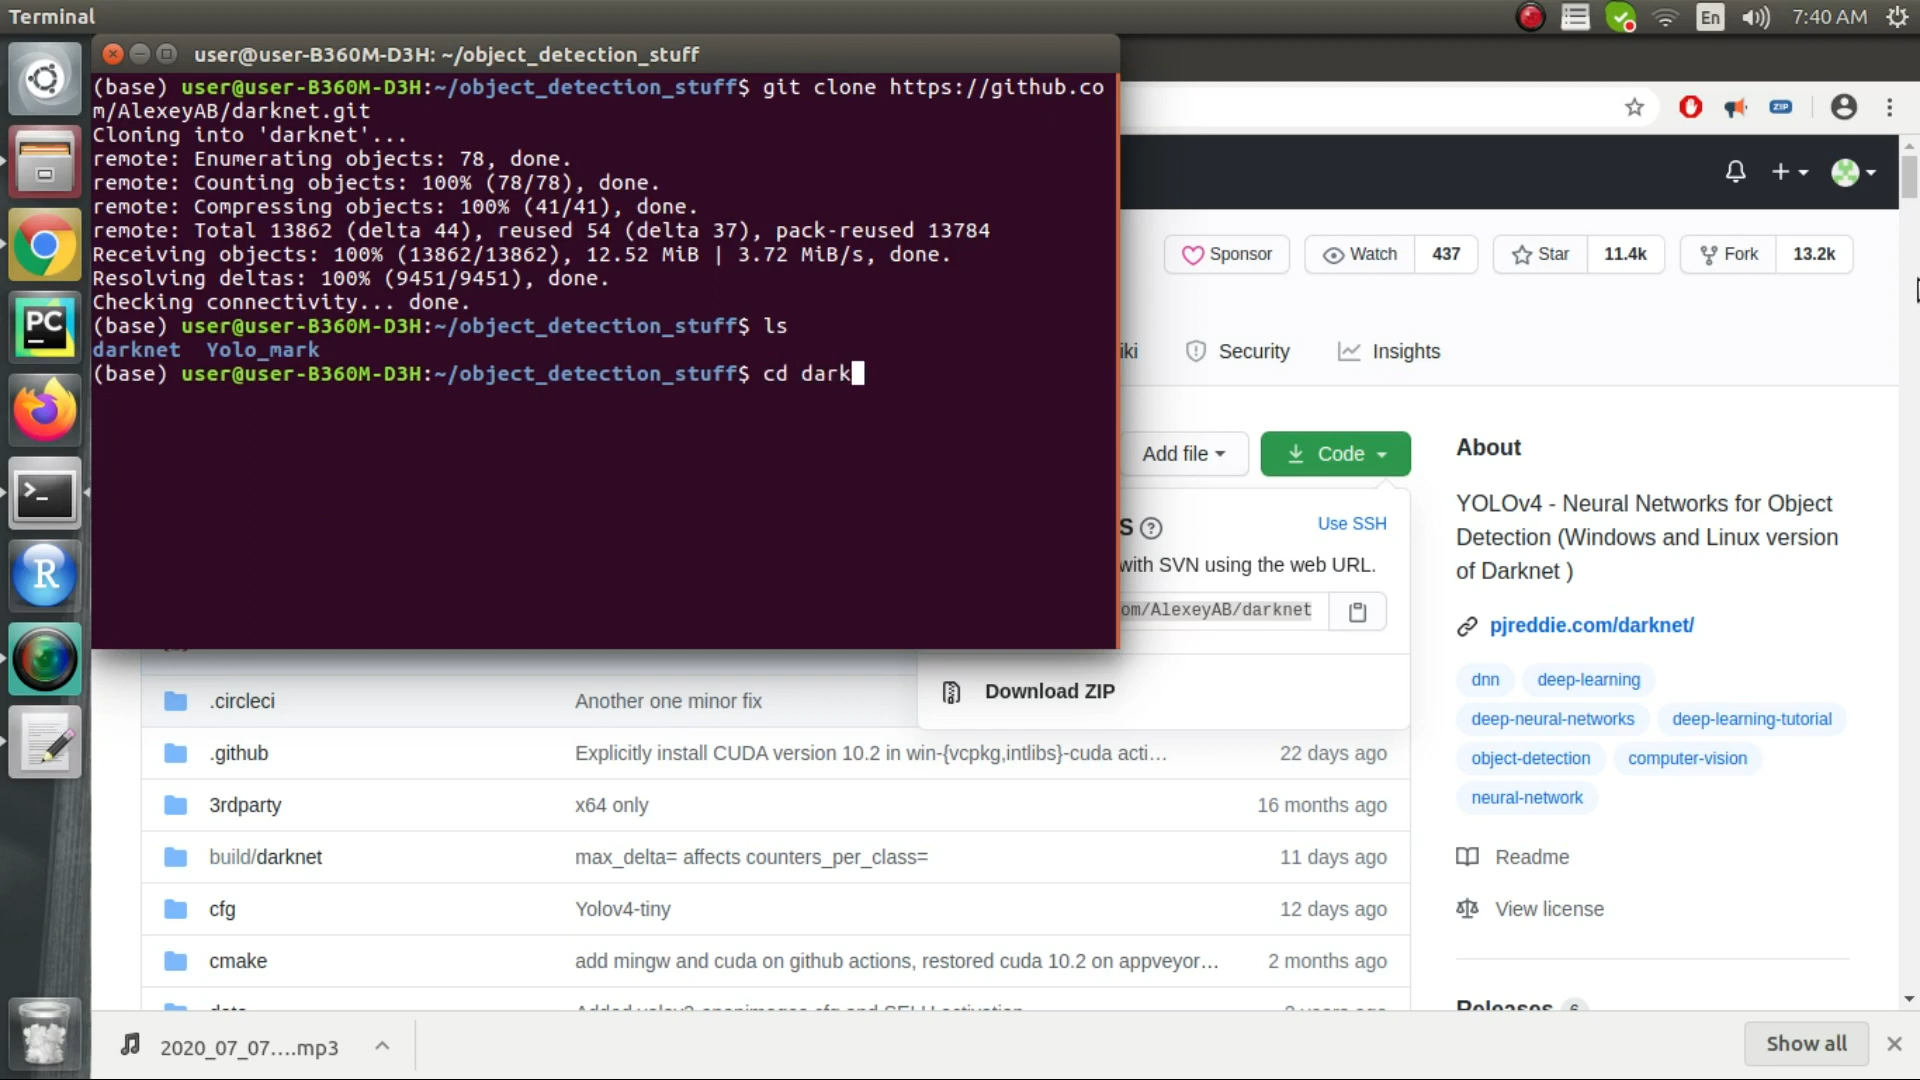 Terminal
En
7:40 AM
user@user-B360M-D3H: ~/object_detection_stuff
(base) user@user-B360M-D3H:~/object_detection_stuff$ git clone https://github.co
m/AlexeyAB/darknet.git
Cloning into 'darknet'...
remote: Enumerating objects: 78, done.
remote: Counting objects: 100% (78/78), done.
remote: Compressing objects: 100% (41/41), done.
remote: Total 13862 (delta 44), reused 54 (delta 37), pack-reused 13784
Receiving objects: 100% (13862/13862), 12.52 MiB | 3.72 MiB/s, done.
Resolving deltas: 100% (9451/9451), done.
Checking connectivity... done.
(base) user@user-B360M-D3H:~/object_detection_stuff$ ls
darknet Yolo_mark
(base) user@user-B360M-D3H:~/object_detection_stuff$ cd dark
ZIP
PC
R
Sponsor
Watch 437
Star 11.4k
Fork 13.2k
iki
Security
Insights
Add file
Code
S
Use SSH
with SVN using the web URL.
om/AlexeyAB/darknet
Download ZIP
About
YOLOv4 - Neural Networks for Object
Detection (Windows and Linux version
of Darknet )
pjreddie.com/darknet/
dnn deep-learning
deep-neural-networks deep-learning-tutorial
object-detection computer-vision
neural-network
Readme
View license
Releases 6
.circleci Another one minor fix
.github Explicitly install CUDA version 10.2 in win-{vcpkg,intlibs}-cuda acti… 22 days ago
3rdparty x64 only 16 months ago
build/darknet max_delta= affects counters_per_class= 11 days ago
cfg Yolov4-tiny 12 days ago
cmake add mingw and cuda on github actions, restored cuda 10.2 on appveyor… 2 months ago
2020_07_07....mp3
Show all